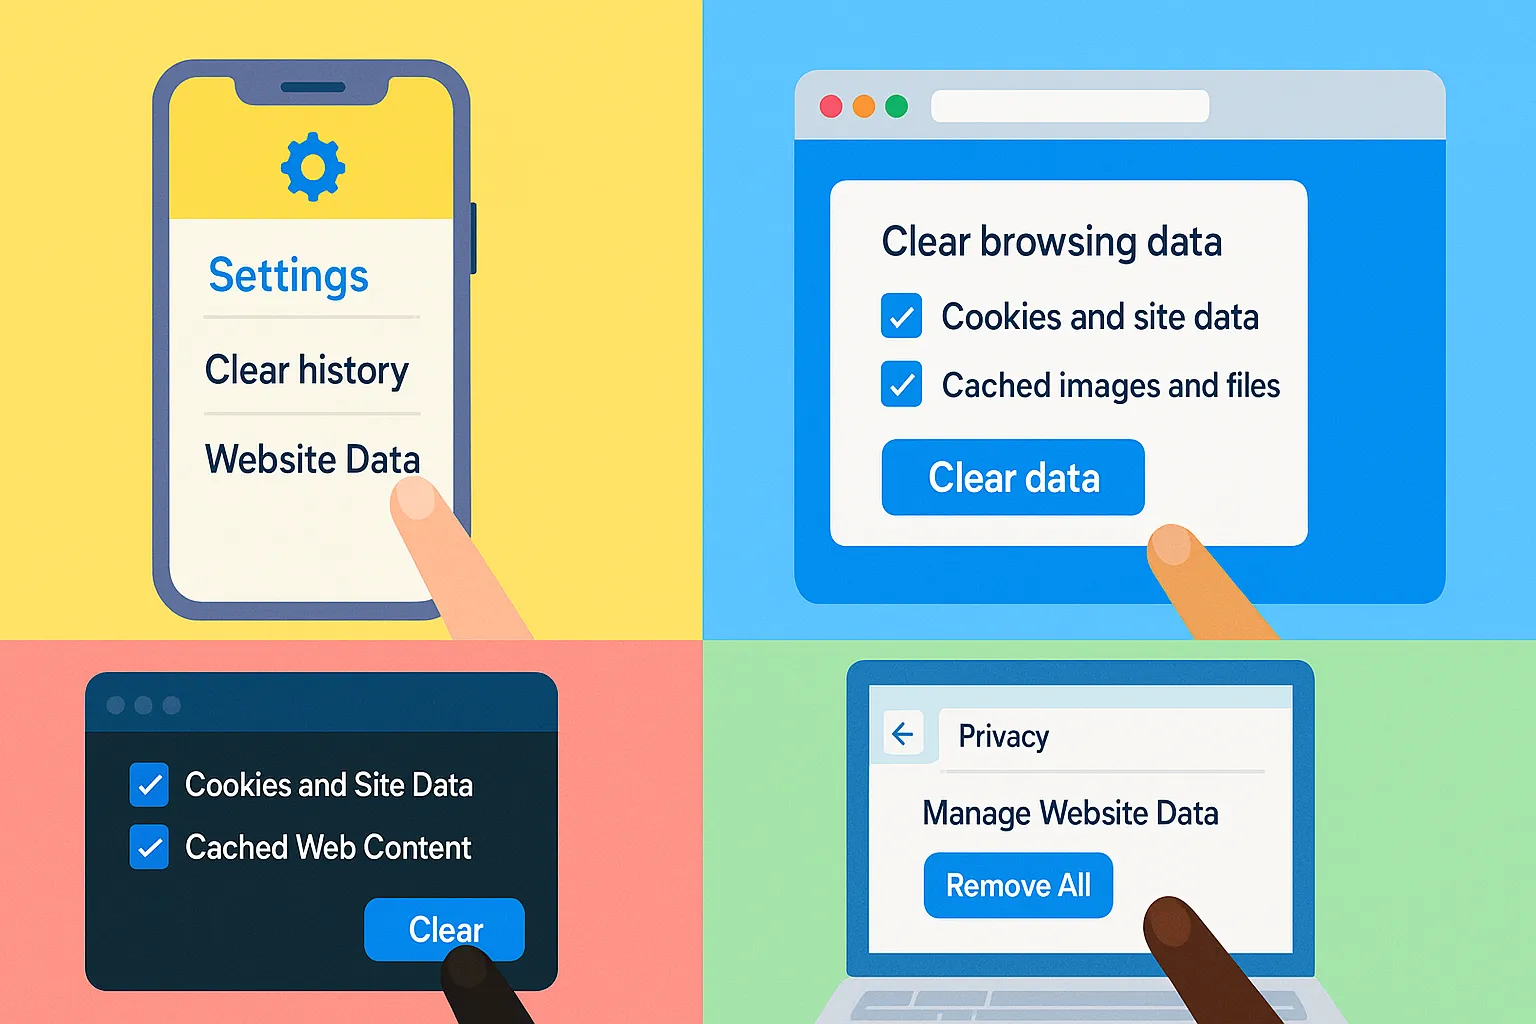 Settings
Clear history
Website Data
Clear browsing data
Cookies and site data
Cached images and files
Clear data
Cookies and Site Data
Cached Web Content
Clear
Privacy
Manage Website Data
Remove All